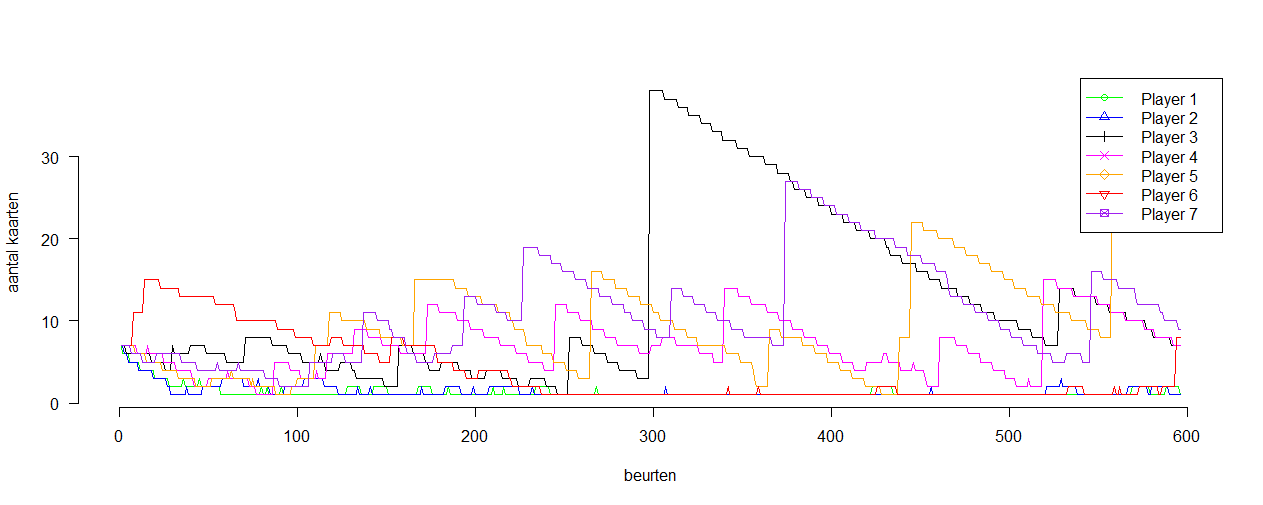 Player 1
Player 2
Player 3
Player 4
Player 5
Player 6
Player 7
aantal kaarten
30
20
10
0
0
100
200
300
400
500
600
beurten